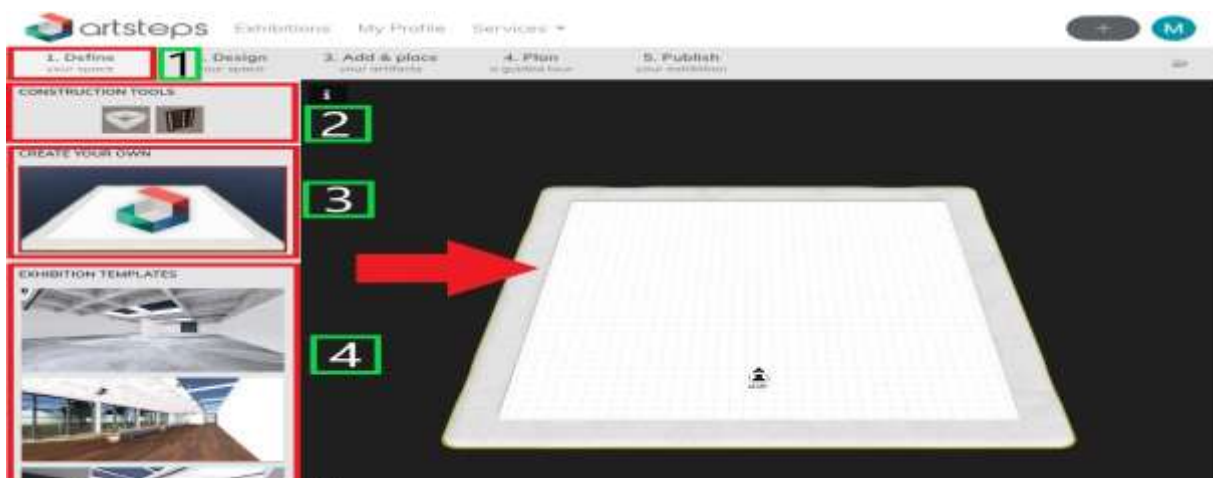 artsteps Exhibitions My Profile Services
+ M
1. Define
your space
1
Design
your space
3. Add & place
your artifacts
4. Plan
a guided tour
5. Publish
your exhibition
CONSTRUCTION TOOLS
i
2
CREATE YOUR OWN
3
EXHIBITION TEMPLATES
4